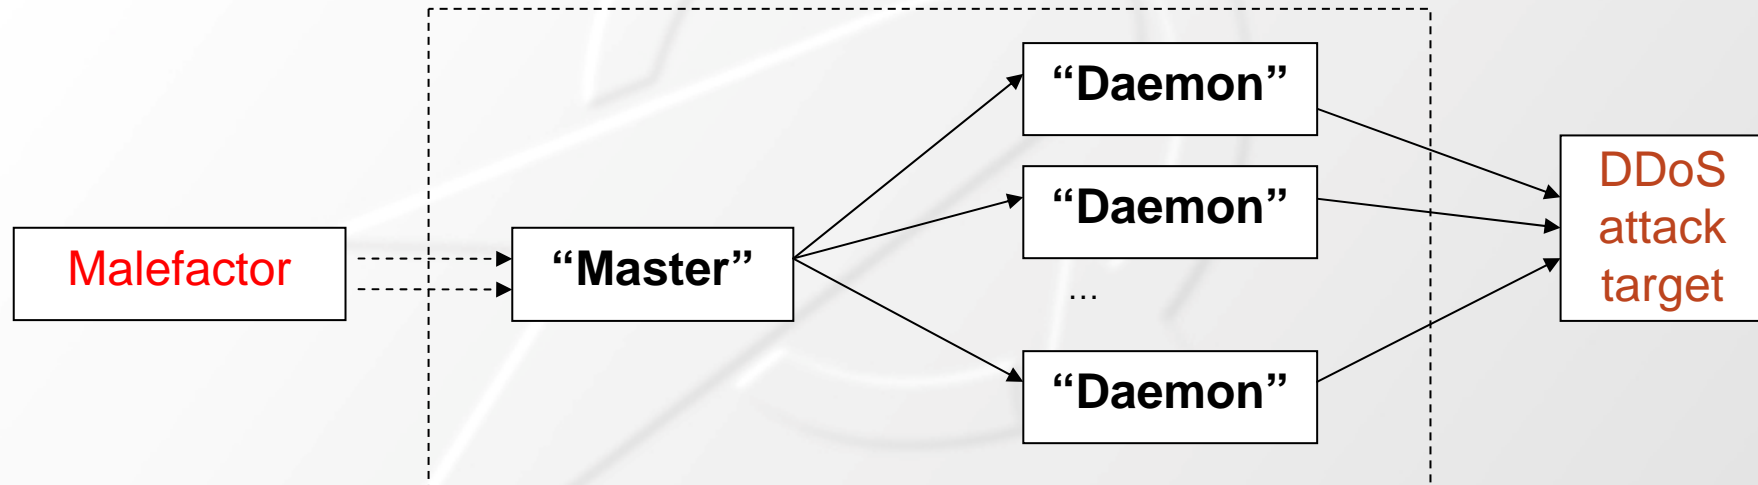 “Daemon”
“Daemon”
Malefactor
“Master”
...
“Daemon”
DDoS
attack
target